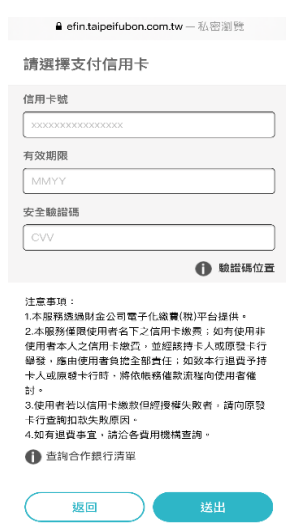 efin.taipeifubon.com.tw — 私密瀏覽
請選擇支付信用卡
信用卡號
xxxxxxxxxxxxxxxx
有效期限
MMYY
安全驗證碼
CVV
驗證碼位置
注意事項：
1.本服務透過財金公司電子化繳費(稅)平台提供。
2.本服務僅限使用者名下之信用卡繳費；如有使用非
使用者本人之信用卡繳費，並經該持卡人或原發卡行
舉發，應由使用者負擔全部責任；如致本行退費予持
卡人或原發卡行時，將依帳務催款流程向使用者催
討。
3.使用者若以信用卡繳款但經授權失敗者，請向原發
卡行查詢扣款失敗原因。
4.如有退費事宜，請洽各費用機構查詢。
查詢合作銀行清單
返回
送出